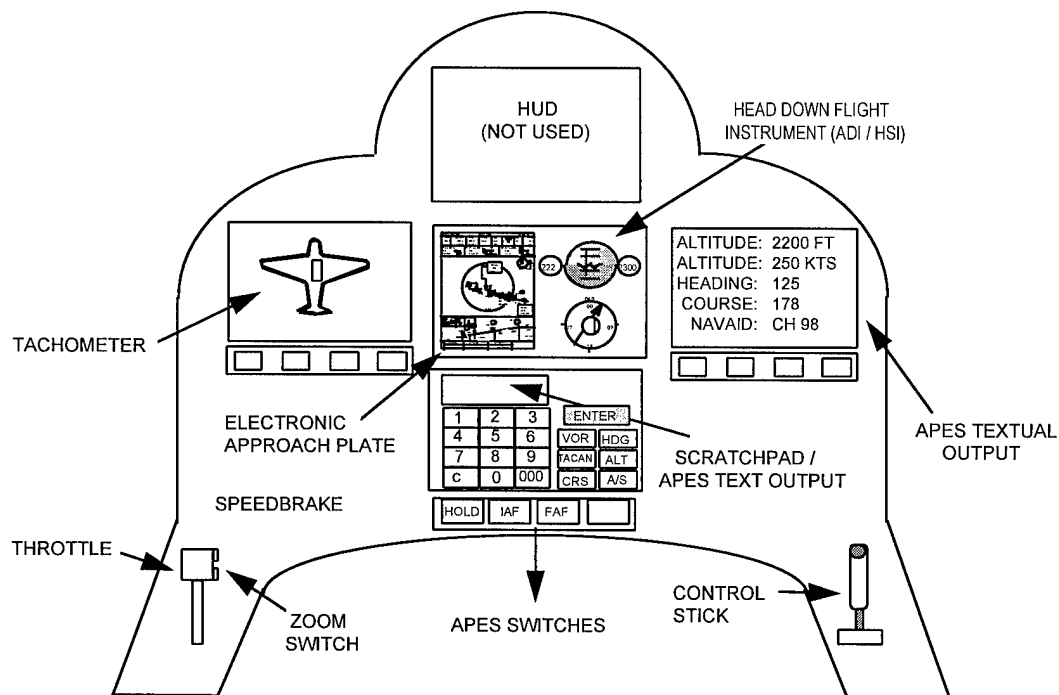 HUD
(NOT USED)
HEAD DOWN FLIGHT
INSTRUMENT (ADI / HSI)
222
1300
ALTITUDE: 2200 FT
ALTITUDE: 250 KTS
HEADING: 125
COURSE: 178
NAVAID: CH 98
TACHOMETER
ELECTRONIC
APPROACH PLATE
1 2 3
4 5 6
7 8 9
C 0 000
ENTER
VOR HDG
TACAN ALT
CRS A/S
SCRATCHPAD /
APES TEXT OUTPUT
APES TEXTUAL
OUTPUT
SPEEDBRAKE
HOLD IAF FAF
THROTTLE
ZOOM
SWITCH
APES SWITCHES
CONTROL
STICK